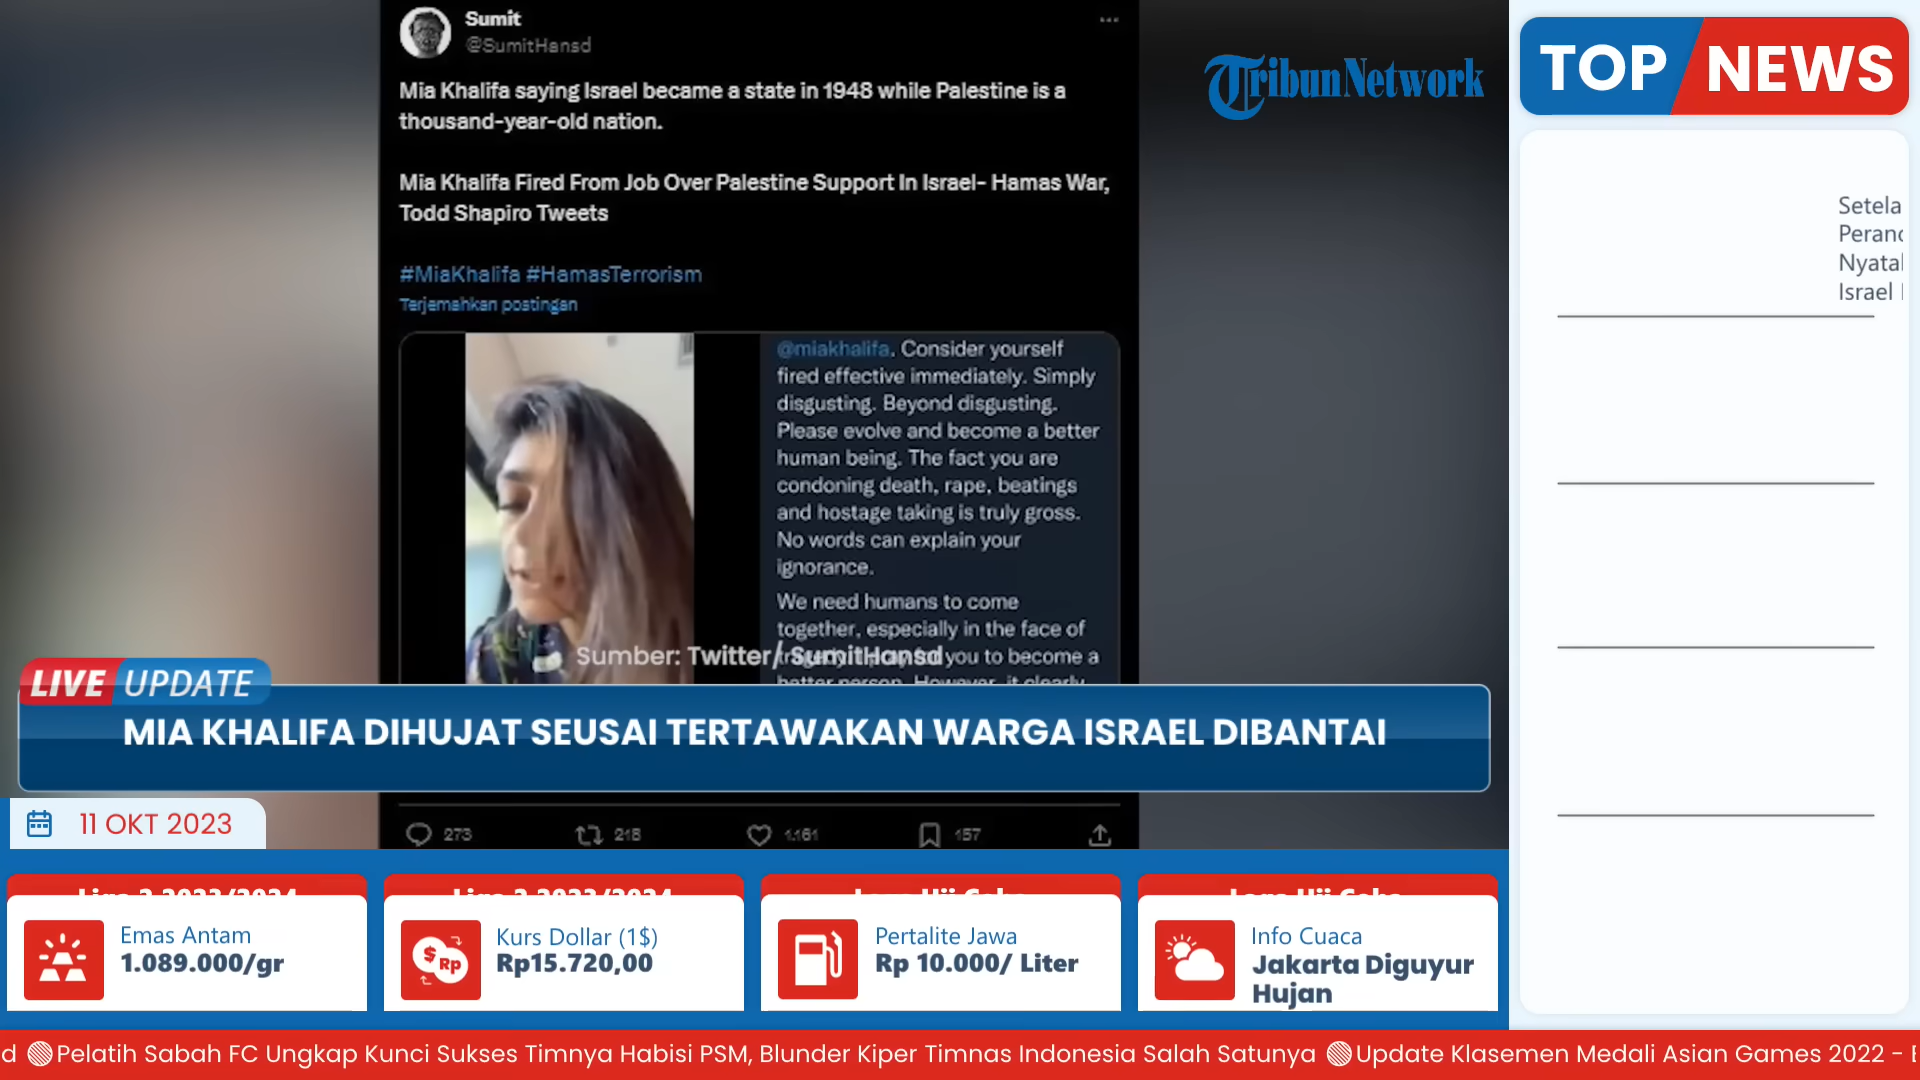 Sumit
@SumitHansd
Mia Khalifa saying Israel became a state in 1948 while Palestine is a
thousand-year-old nation.
Mia Khalifa Fired From Job Over Palestine Support In Israel- Hamas War,
Todd Shapiro Tweets
#MiaKhalifa #HamasTerrorism
Terjemahkan postingan
@miakhalifa. Consider yourself
fired effective immediately. Simply
disgusting. Beyond disgusting.
Please evolve and become a better
human being. The fact you are
condoning death, rape, beatings
and hostage taking is truly gross.
No words can explain your
ignorance.
We need humans to come
together, especially in the face of
you to become a
better person. However, it clearly
Sumber: Twitter/ SumitHansd
TribunNetwork
TOP NEWS
Setela
Peranc
Nyatal
Israel
LIVE UPDATE
MIA KHALIFA DIHUJAT SEUSAI TERTAWAKAN WARGA ISRAEL DIBANTAI
11 OKT 2023
273
218
1.161
157
Emas Antam
1.089.000/gr
Kurs Dollar (1$)
Rp15.720,00
Pertalite Jawa
Rp 10.000/ Liter
Info Cuaca
Jakarta Diguyur
Hujan
d Pelatih Sabah FC Ungkap Kunci Sukses Timnya Habisi PSM, Blunder Kiper Timnas Indonesia Salah Satunya Update Klasemen Medali Asian Games 2022 -